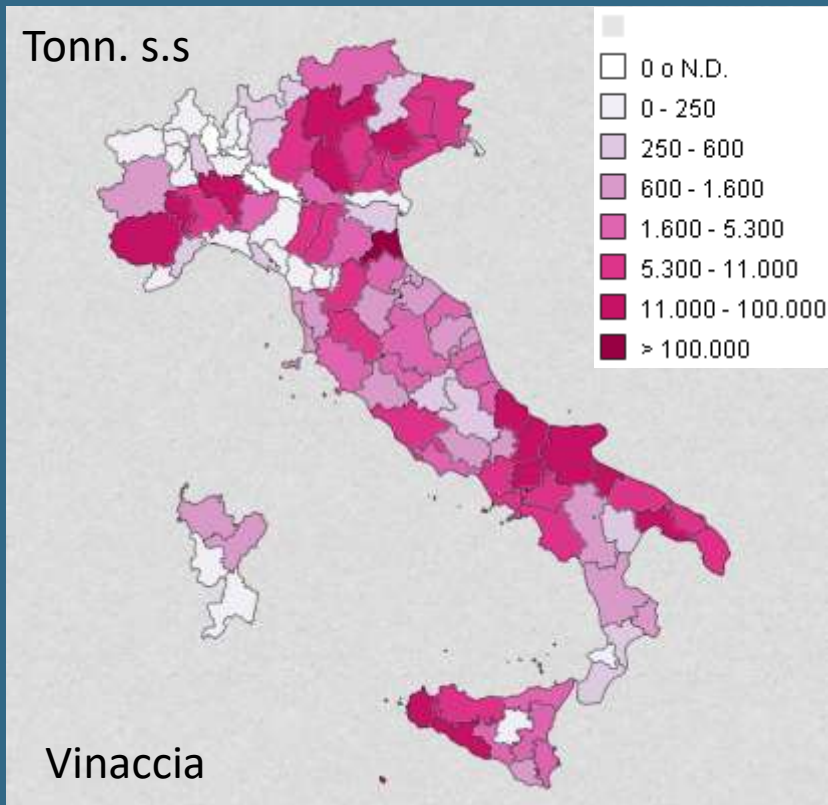 Tonn. s.s
0 o N.D.
0 - 250
250 - 600
600 - 1.600
1.600 - 5.300
5.300 - 11.000
11.000 - 100.000
> 100.000
Vinaccia